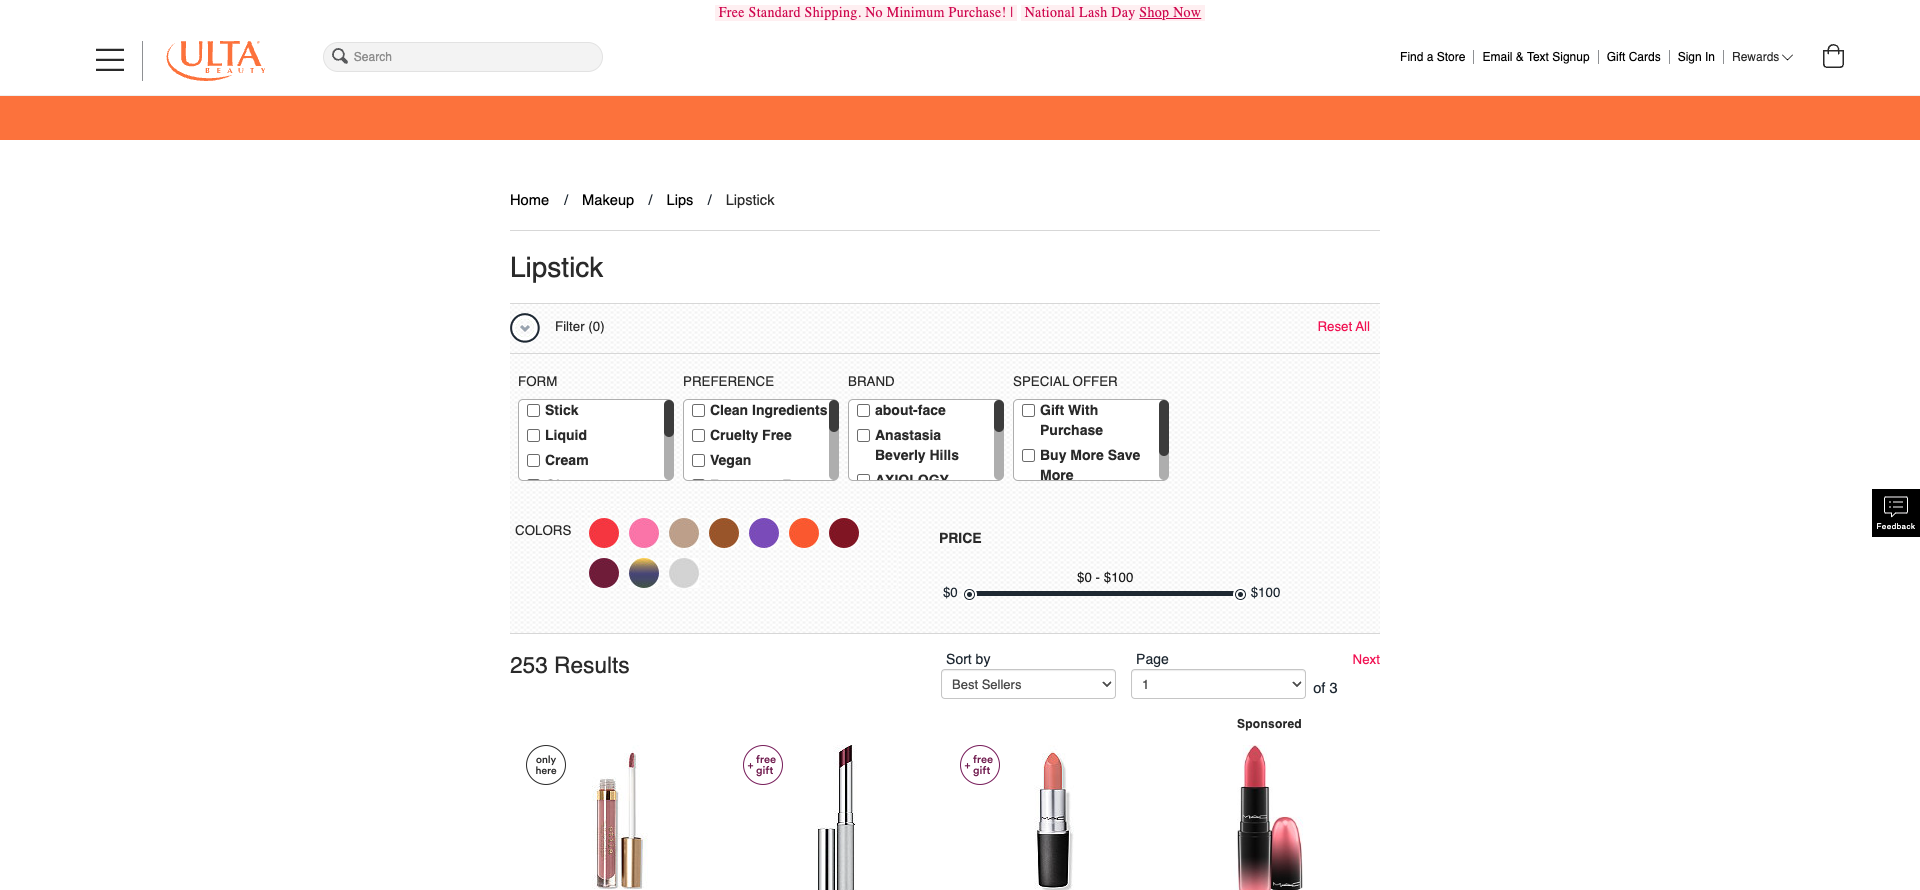 Free Standard Shipping. No Minimum Purchase! | National Lash Day Shop Now
ULTA
BEAUTY
Search
Find a Store
Email & Text Signup
Gift Cards
Sign In
Rewards
Home / Makeup / Lips / Lipstick
Lipstick
Filter (0)
Reset All
FORM
Stick
Liquid
Cream
PREFERENCE
Clean Ingredients
Cruelty Free
Vegan
BRAND
about-face
Anastasia
Beverly Hills
AXIOLOGY
SPECIAL OFFER
Gift With
Purchase
Buy More Save
More
COLORS
PRICE
$0 - $100
$0
$100
Feedback
253 Results
Sort by
Best Sellers
Page
1
of 3
Next
Sponsored
only
here
+ free
gift
+ free
gift
MAC
MAC
MAC